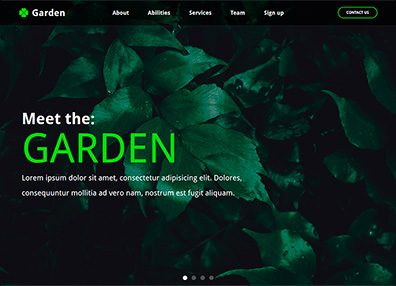 Garden
About
Abilities
Services
Team
Sign up
CONTACT US
Meet the:
GARDEN
Lorem ipsum dolor sit amet, consectetur adipisicing elit. Dolores,
consequuntur mollitia ad vero nam, nostrum est fugit aliquam.